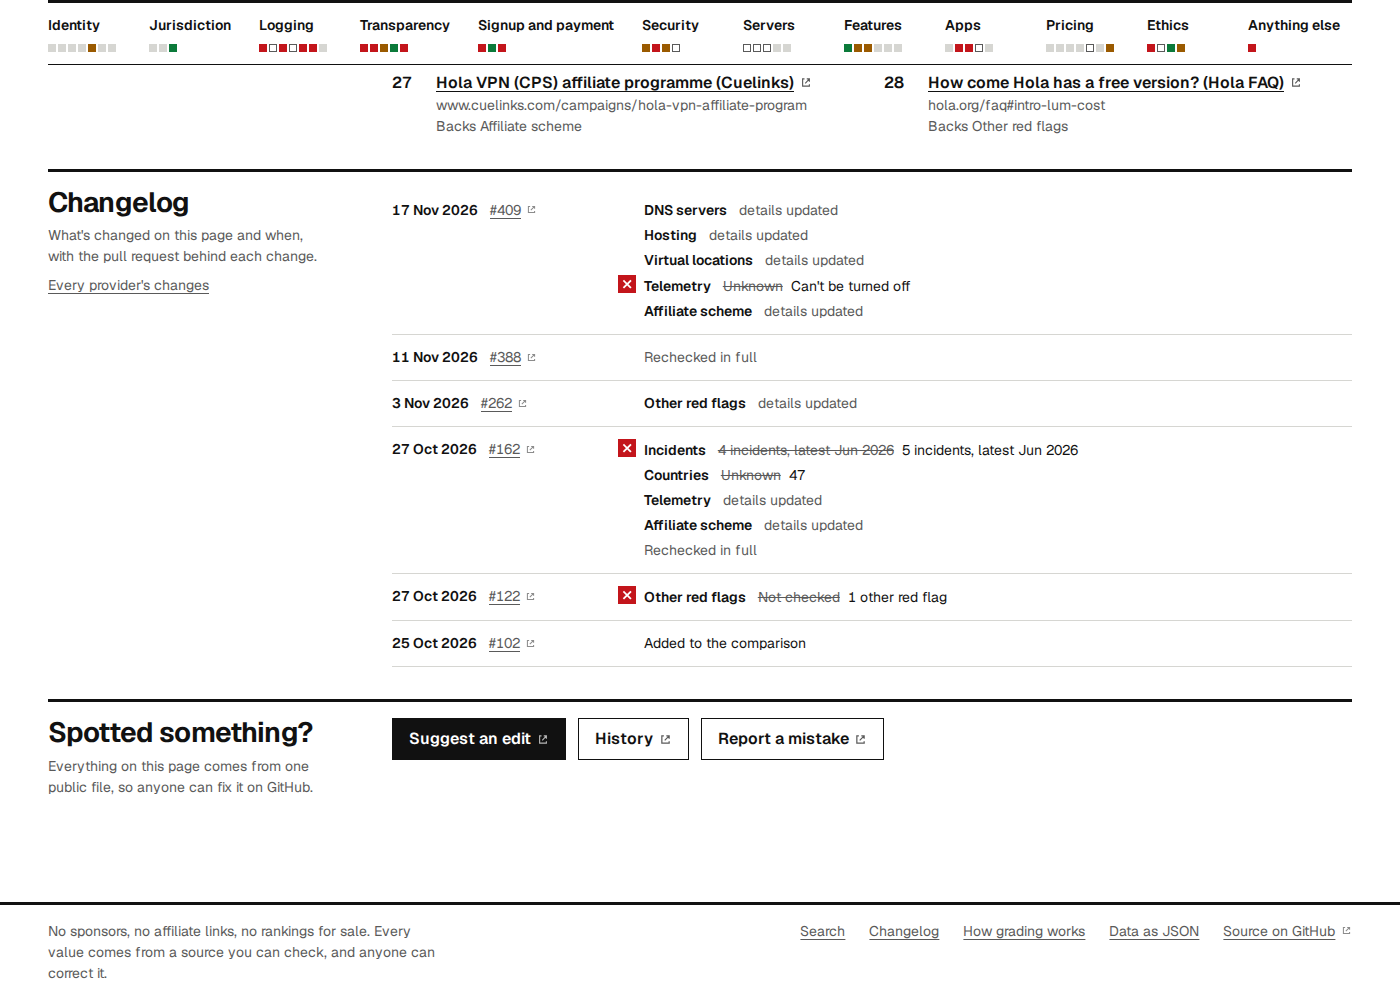 Identity Jurisdiction Logging Transparency Signup and payment Security Servers Features Apps Pricing Ethics Anything else
27 Hola VPN (CPS) affiliate programme (Cuelinks)
www.cuelinks.com/campaigns/hola-vpn-affiliate-program
Backs Affiliate scheme
28 How come Hola has a free version? (Hola FAQ)
hola.org/faq#intro-lum-cost
Backs Other red flags
Changelog
What's changed on this page and when,
with the pull request behind each change.
Every provider's changes
17 Nov 2026 #409 DNS servers details updated
Hosting details updated
Virtual locations details updated
Telemetry Unknown Can't be turned off
Affiliate scheme details updated
11 Nov 2026 #388 Rechecked in full
3 Nov 2026 #262 Other red flags details updated
27 Oct 2026 #162 Incidents 4 incidents, latest Jun 2026 5 incidents, latest Jun 2026
Countries Unknown 47
Telemetry details updated
Affiliate scheme details updated
Rechecked in full
27 Oct 2026 #122 Other red flags Not checked 1 other red flag
25 Oct 2026 #102 Added to the comparison
Spotted something?
Everything on this page comes from one
public file, so anyone can fix it on GitHub.
Suggest an edit History Report a mistake
No sponsors, no affiliate links, no rankings for sale. Every
value comes from a source you can check, and anyone can
correct it.
Search Changelog How grading works Data as JSON Source on GitHub